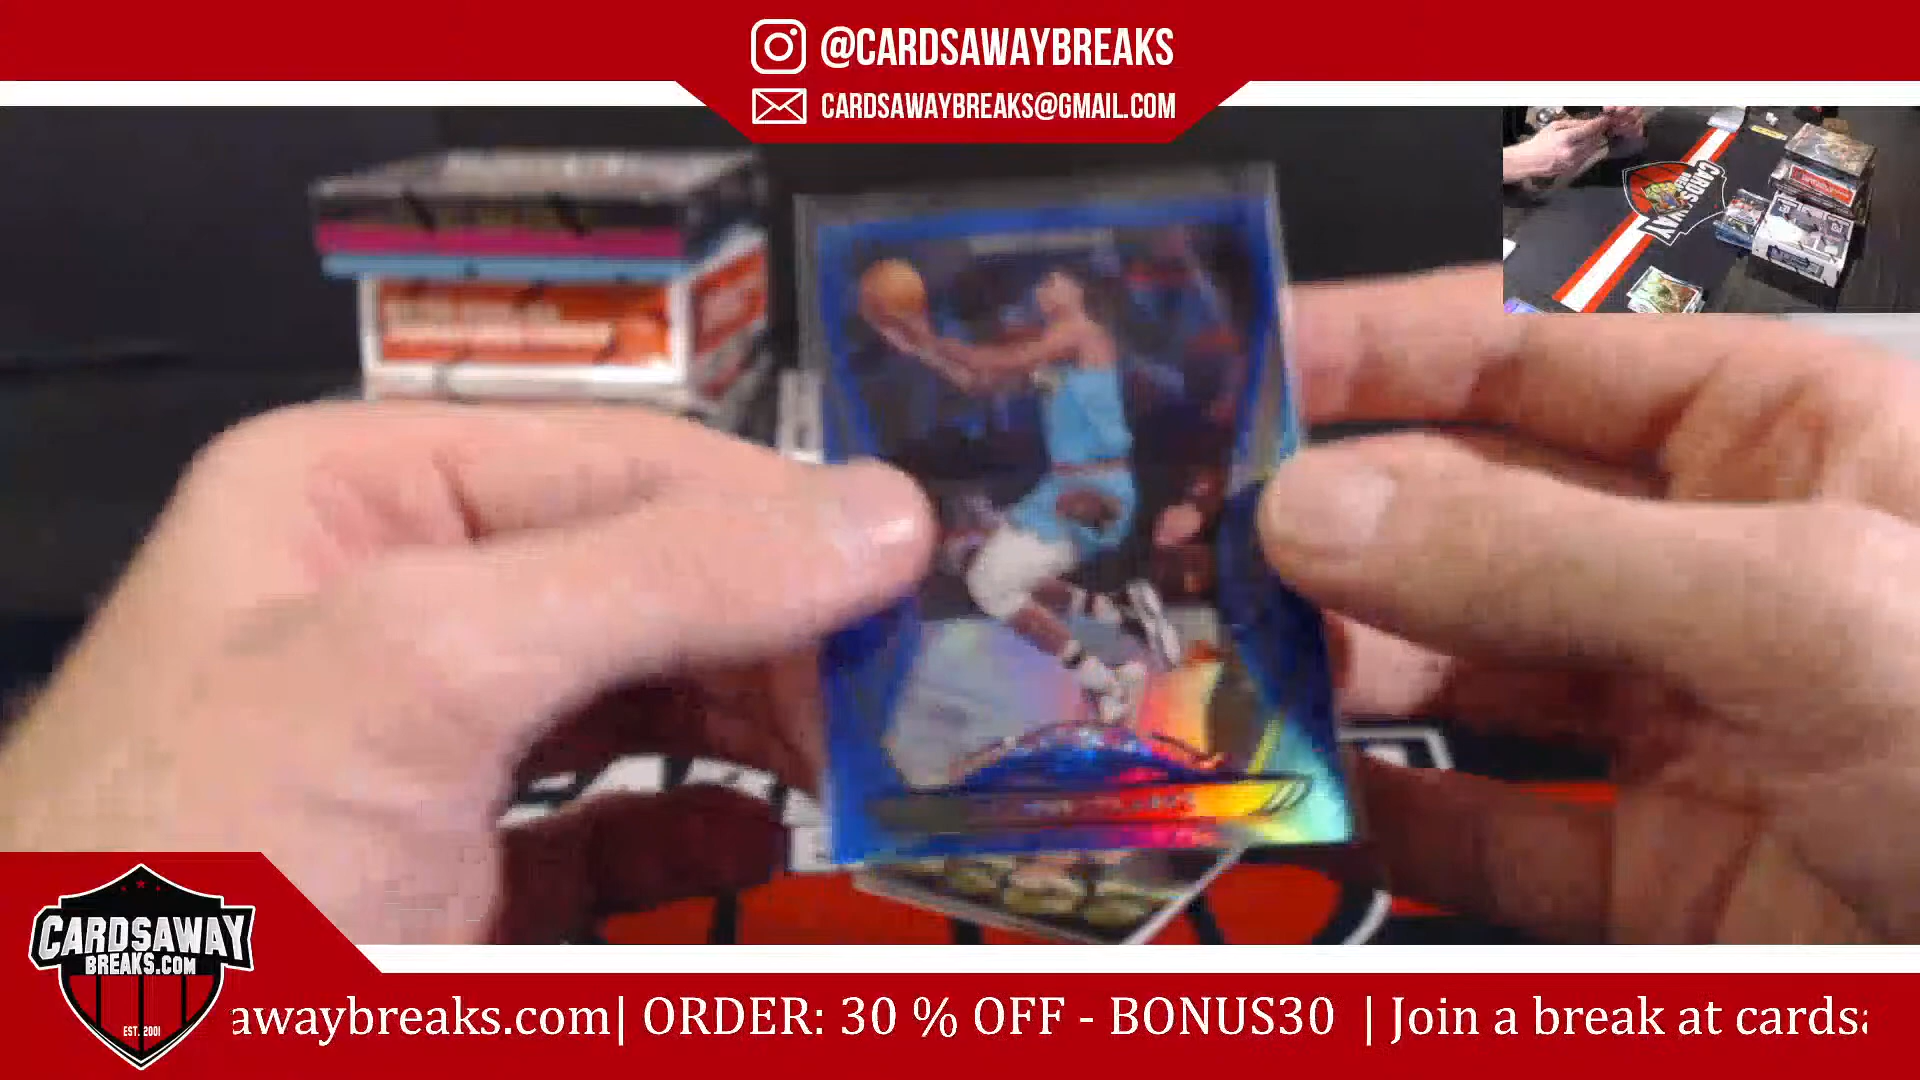 @CARDSAWAYBREAKS
CARDSAWAYBREAKS@GMAIL.COM
CARDSAWAY
BREAKS.COM
EST. 2001
awaybreaks.com| ORDER: 30 % OFF - BONUS30 | Join a break at cards